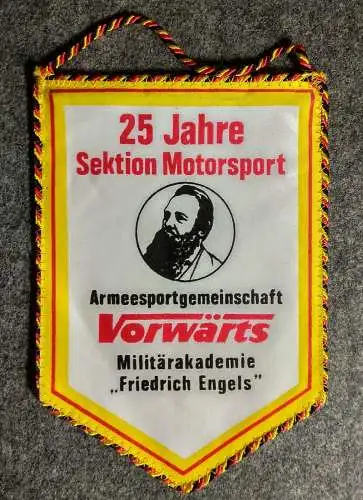 25 Jahre
Sektion Motorsport
Armeesportgemeinschaft
Vorwärts
Militärakademie
„Friedrich Engels”